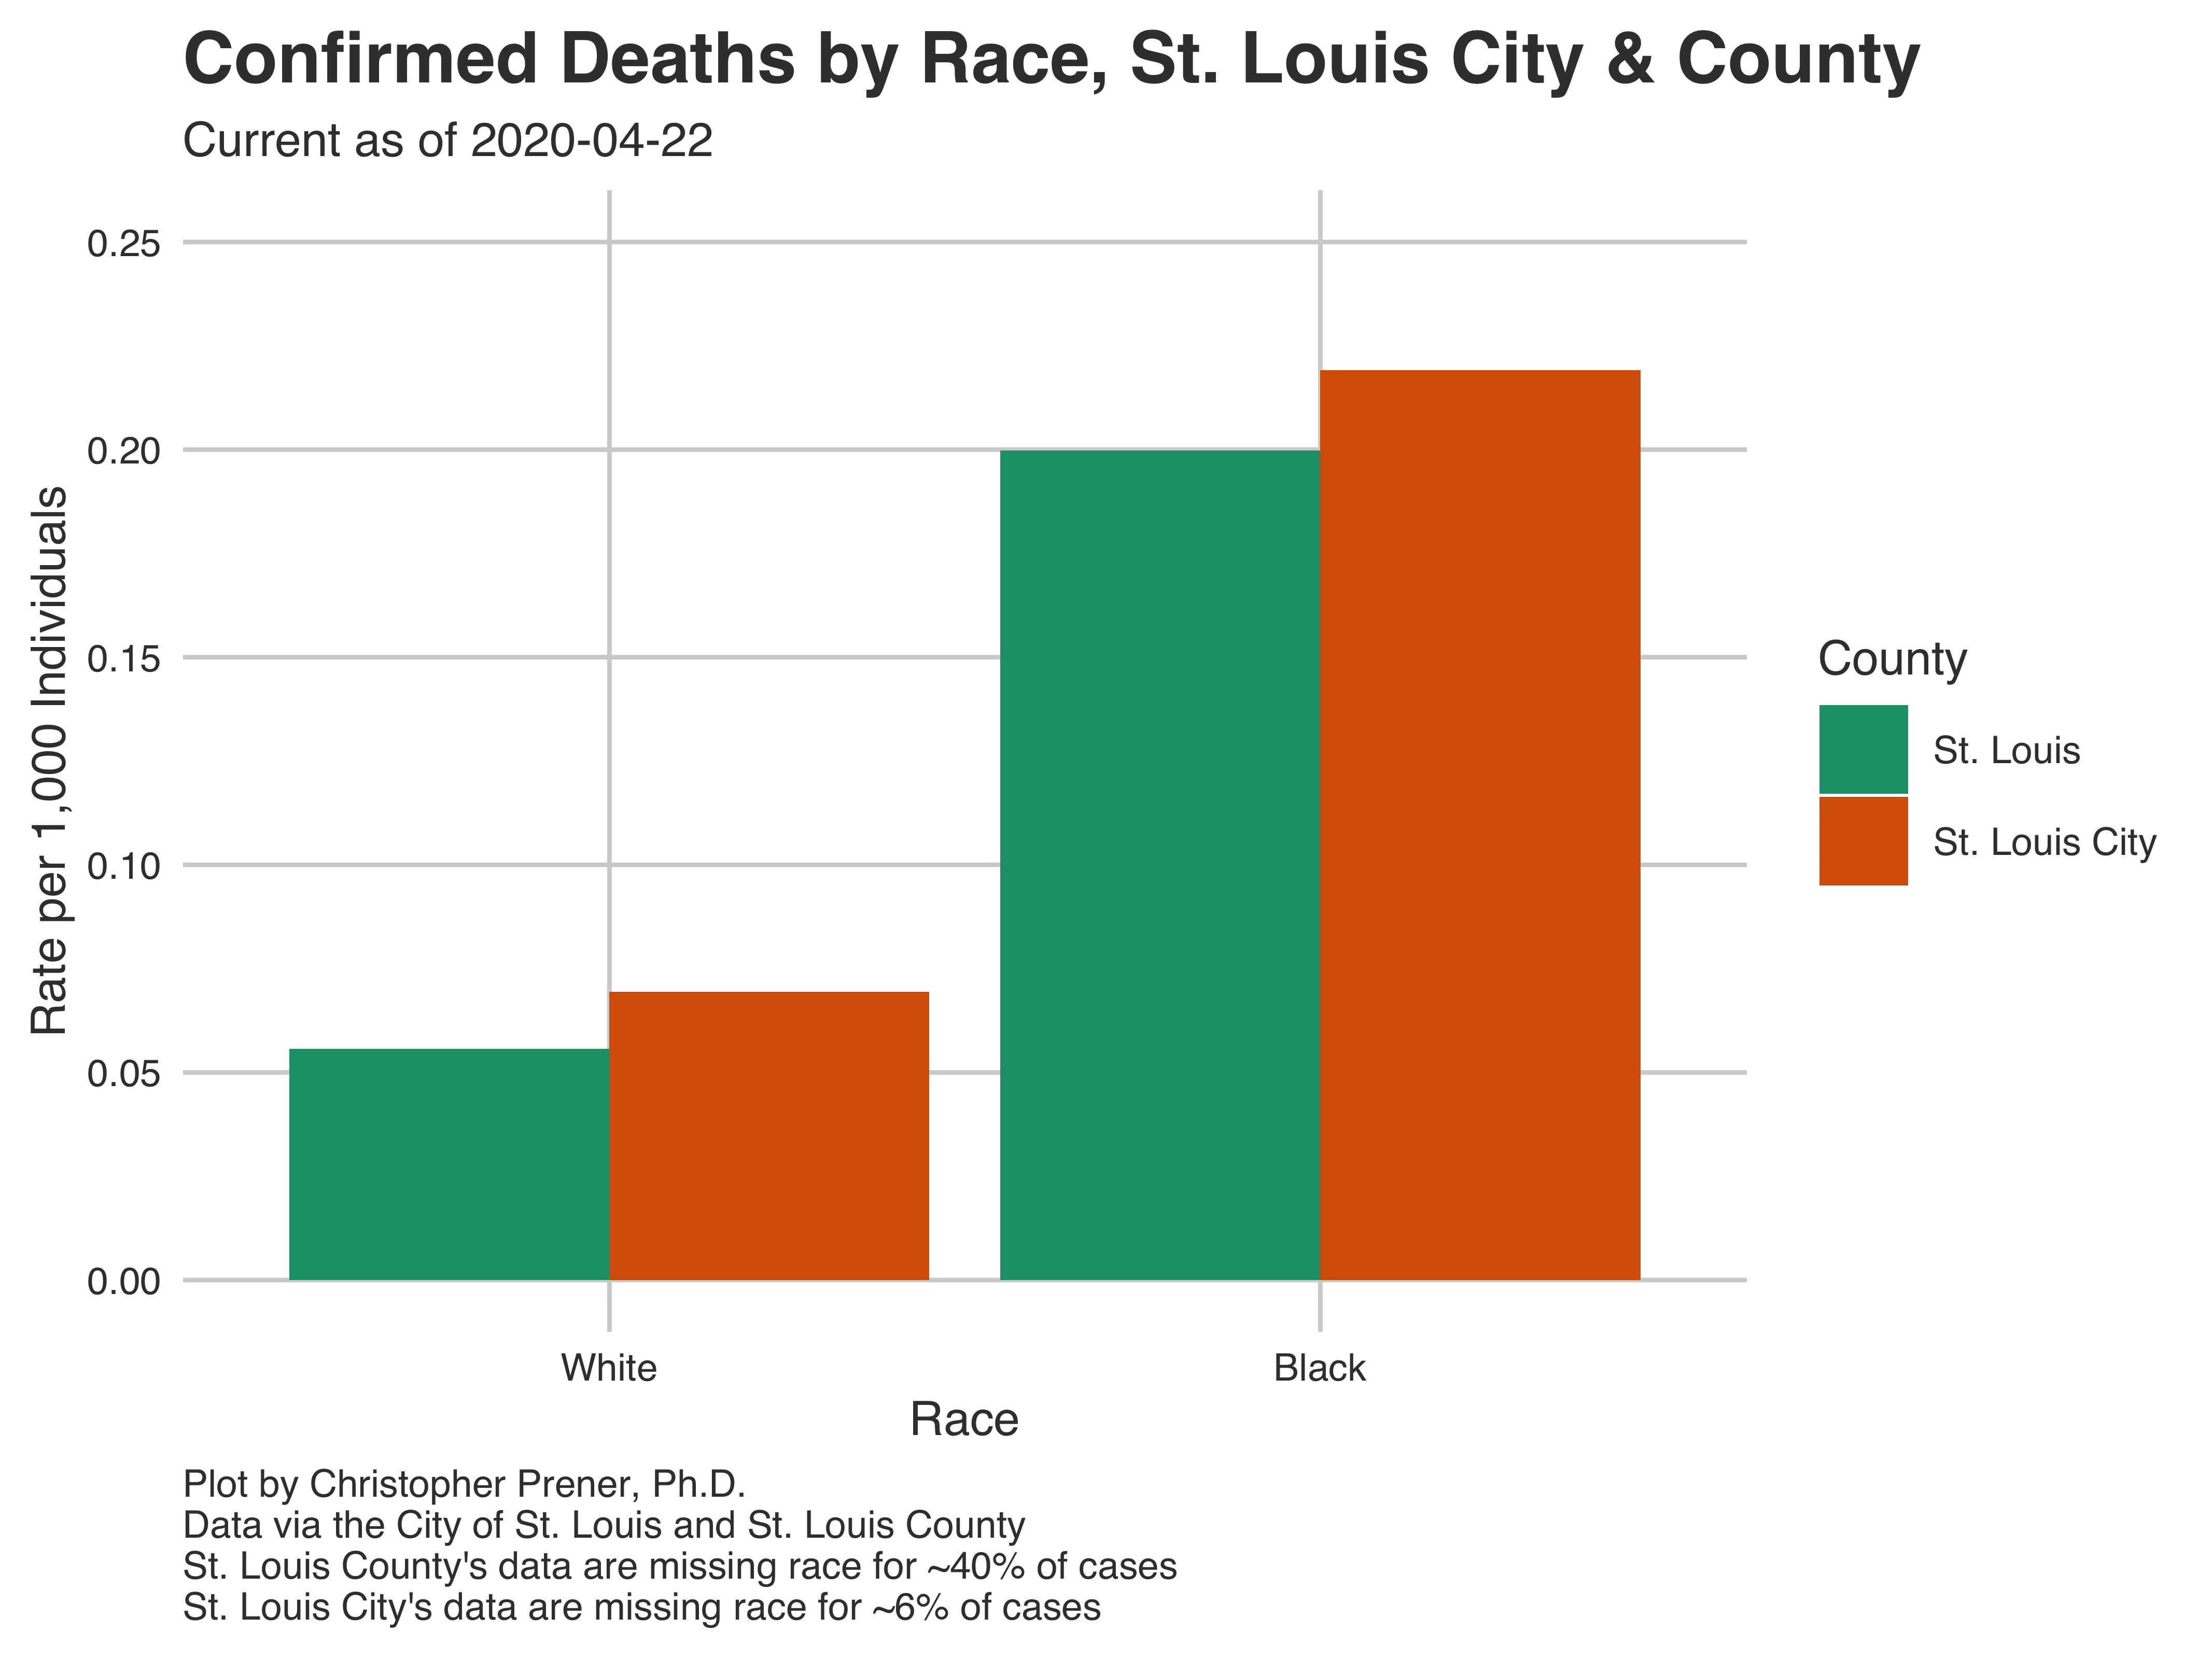 Confirmed Deaths by Race, St. Louis City & County
Current as of 2020-04-22
0.25
0.20
0.15
0.10
0.05
0.00
Rate per 1,000 Individuals
White
Black
Race
County
St. Louis
St. Louis City
Plot by Christopher Prener, Ph.D.
Data via the City of St. Louis and St. Louis County
St. Louis County's data are missing race for ~40% of cases
St. Louis City's data are missing race for ~6% of cases